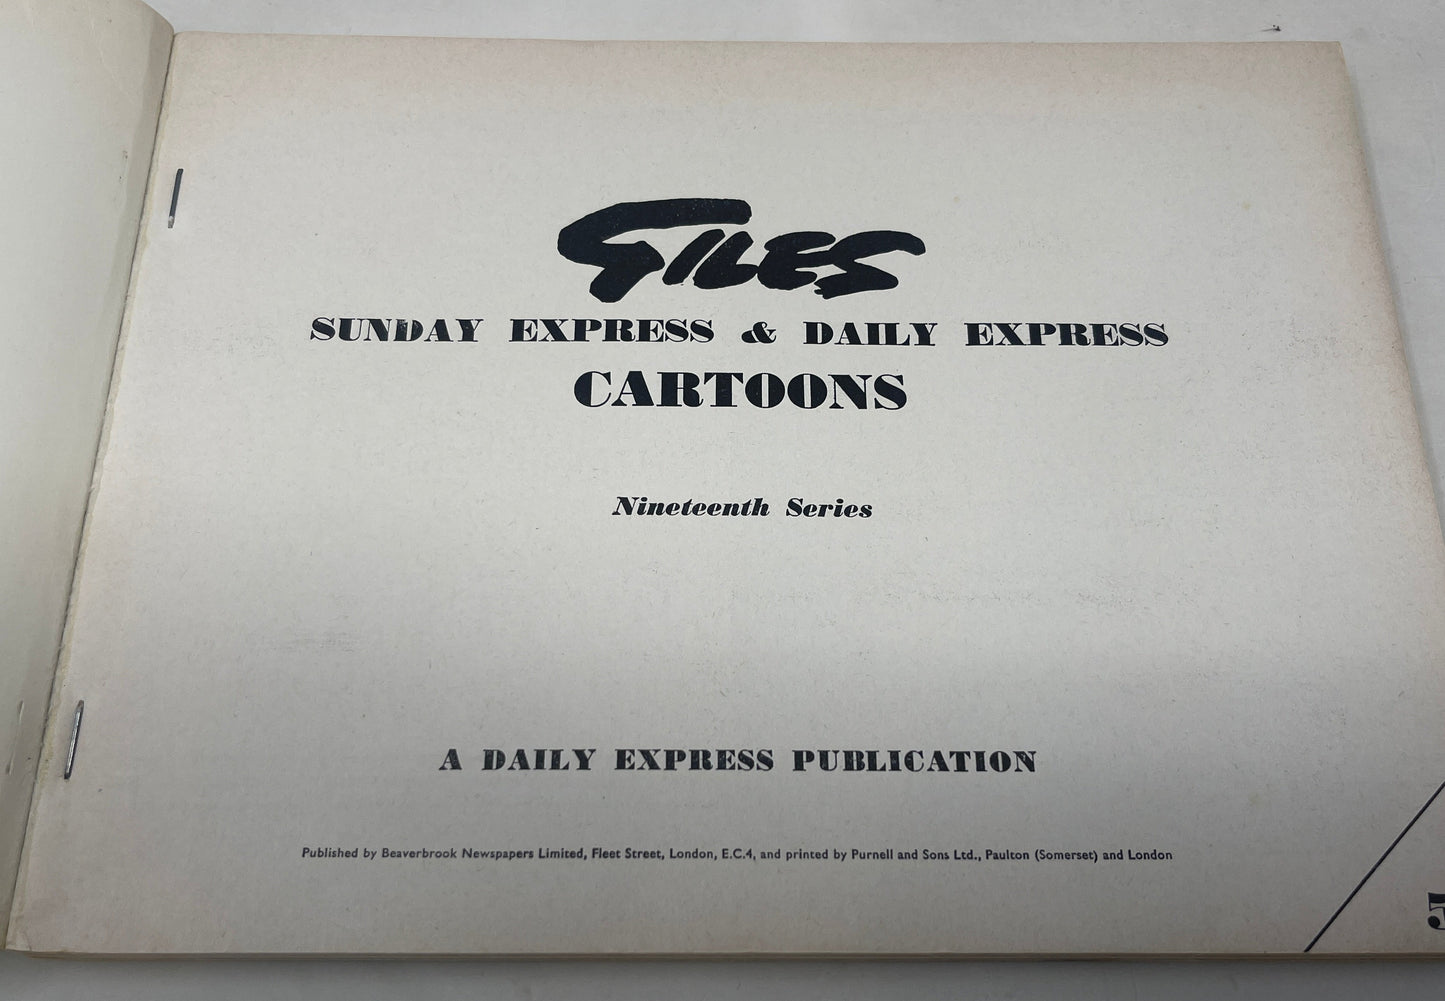 GILES
SUNDAY EXPRESS & DAILY EXPRESS
CARTOONS
Nineteenth Series
A DAILY EXPRESS PUBLICATION
Published by Beaverbrook Newspapers Limited, Fleet Street, London, E.C.4, and printed by Purnell and Sons Ltd., Paulton (Somerset) and London
5